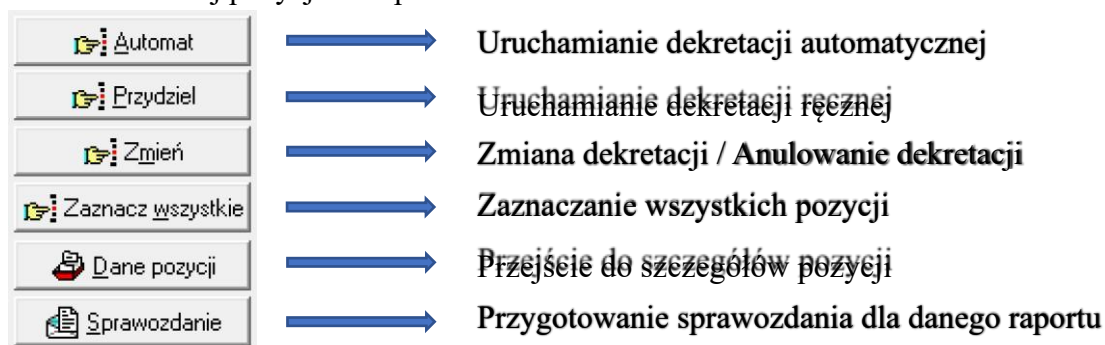 Automat Uruchamianie dekretacji automatycznej
Przydziel Uruchamianie dekretacji ręcznej
Zmień Zmiana dekretacji / Anulowanie dekretacji
Zaznacz wszystkie Zaznaczanie wszystkich pozycji
Dane pozycji Przejście do szczegółów pozycji
Sprawozdanie Przygotowanie sprawozdania dla danego raportu